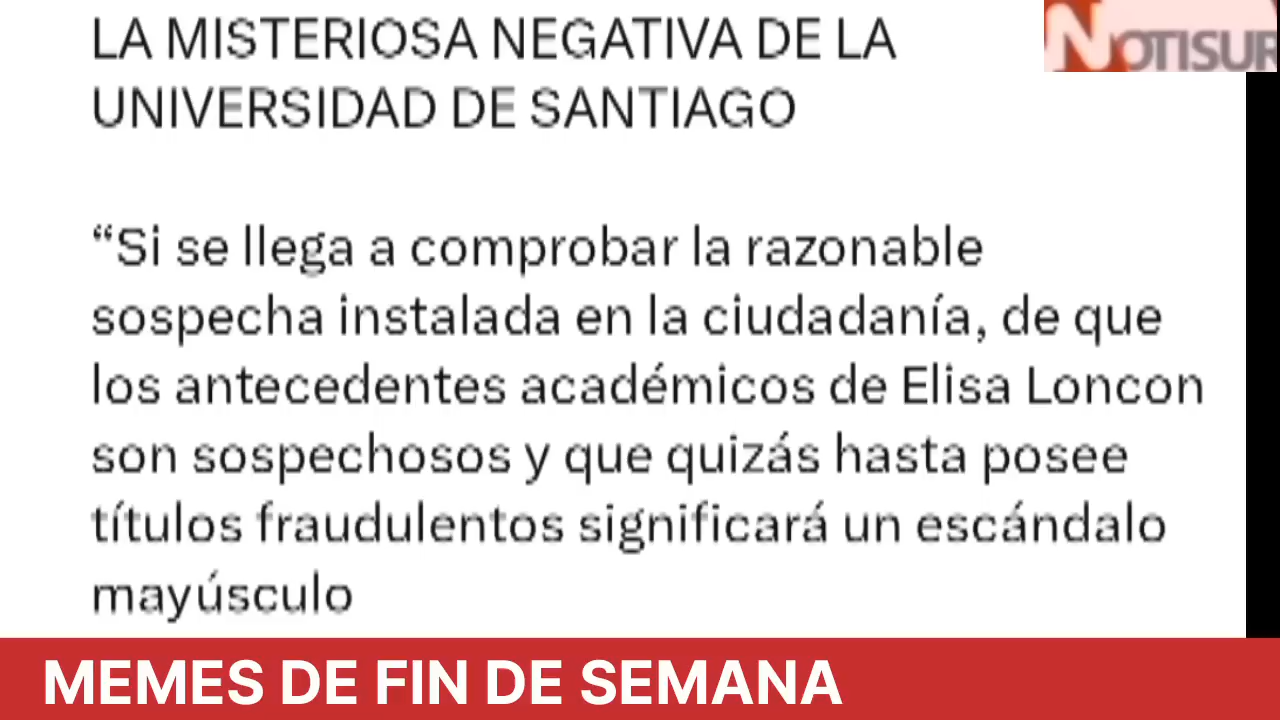 LA MISTERIOSA NEGATIVA DE LA
NOTISUR
UNIVERSIDAD DE SANTIAGO
“Si se llega a comprobar la razonable
sospecha instalada en la ciudadanía, de que
los antecedentes académicos de Elisa Loncon
son sospechosos y que quizás hasta posee
títulos fraudulentos significará un escándalo
mayúsculo
MEMES DE FIN DE SEMANA